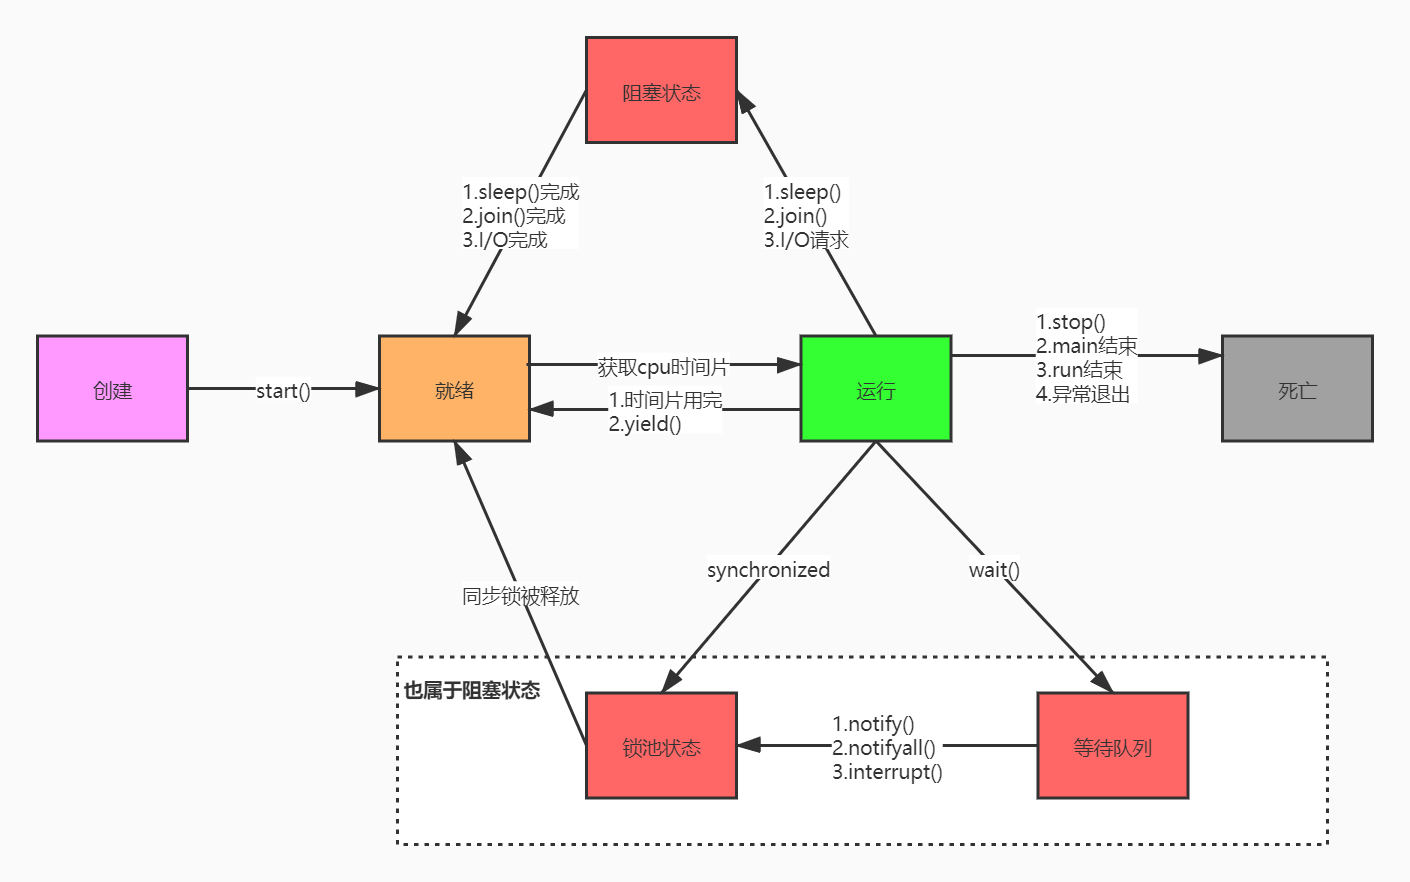 阻塞状态
1.sleep()完成
2.join()完成
3.I/O完成
1.sleep()
2.join()
3.I/O请求
创建
start()
就绪
获取cpu时间片
1.时间片用完
2.yield()
运行
1.stop()
2.main结束
3.run结束
4.异常退出
死亡
同步锁被释放
synchronized
wait()
也属于阻塞状态
锁池状态
1.notify()
2.notifyall()
3.interrupt()
等待队列